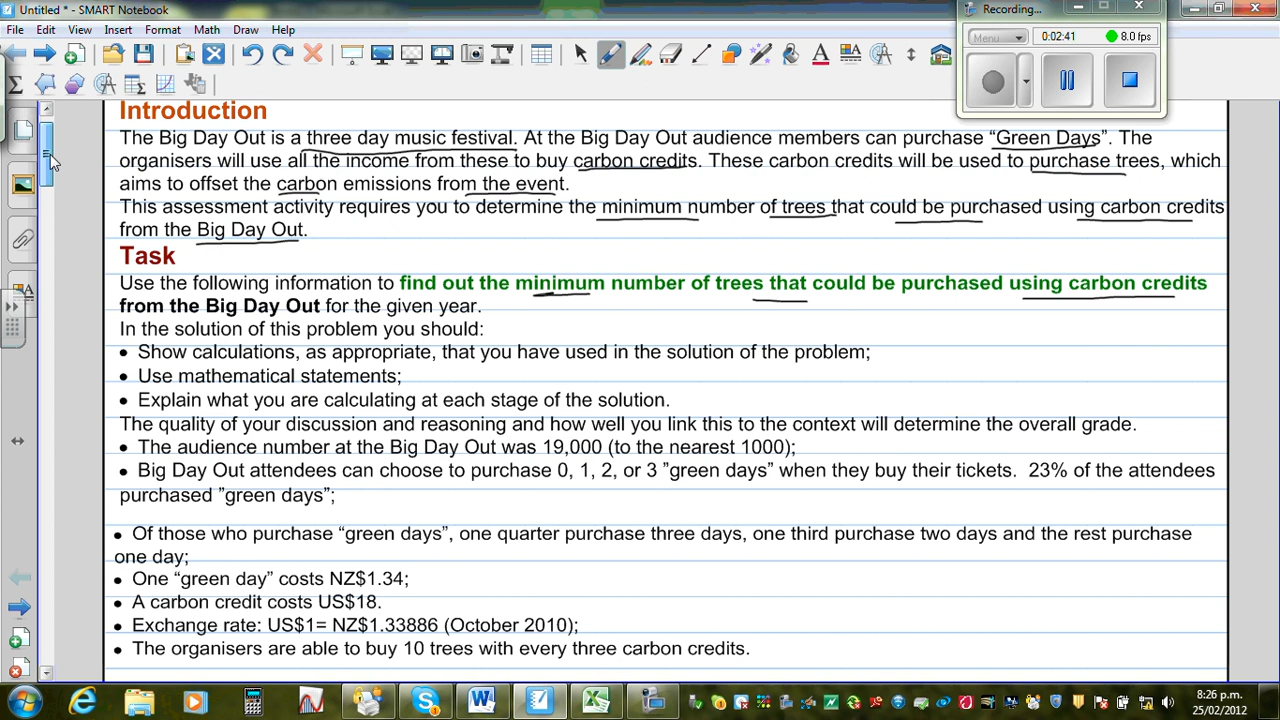 Untitled * - SMART Notebook
Recording...
File Edit View Insert Format Math Draw Help
Menu 0:02:41 8.0 fps
Introduction
The Big Day Out is a three day music festival. At the Big Day Out audience members can purchase “Green Days”. The
organisers will use all the income from these to buy carbon credits. These carbon credits will be used to purchase trees, which
aims to offset the carbon emissions from the event.
This assessment activity requires you to determine the minimum number of trees that could be purchased using carbon credits
from the Big Day Out.
Task
Use the following information to find out the minimum number of trees that could be purchased using carbon credits
from the Big Day Out for the given year.
In the solution of this problem you should:
• Show calculations, as appropriate, that you have used in the solution of the problem;
• Use mathematical statements;
• Explain what you are calculating at each stage of the solution.
The quality of your discussion and reasoning and how well you link this to the context will determine the overall grade.
• The audience number at the Big Day Out was 19,000 (to the nearest 1000);
• Big Day Out attendees can choose to purchase 0, 1, 2, or 3 ”green days” when they buy their tickets. 23% of the attendees
purchased ”green days”;
• Of those who purchase “green days”, one quarter purchase three days, one third purchase two days and the rest purchase
one day;
• One “green day” costs NZ$1.34;
• A carbon credit costs US$18.
• Exchange rate: US$1= NZ$1.33886 (October 2010);
• The organisers are able to buy 10 trees with every three carbon credits.
8:26 p.m.
25/02/2012